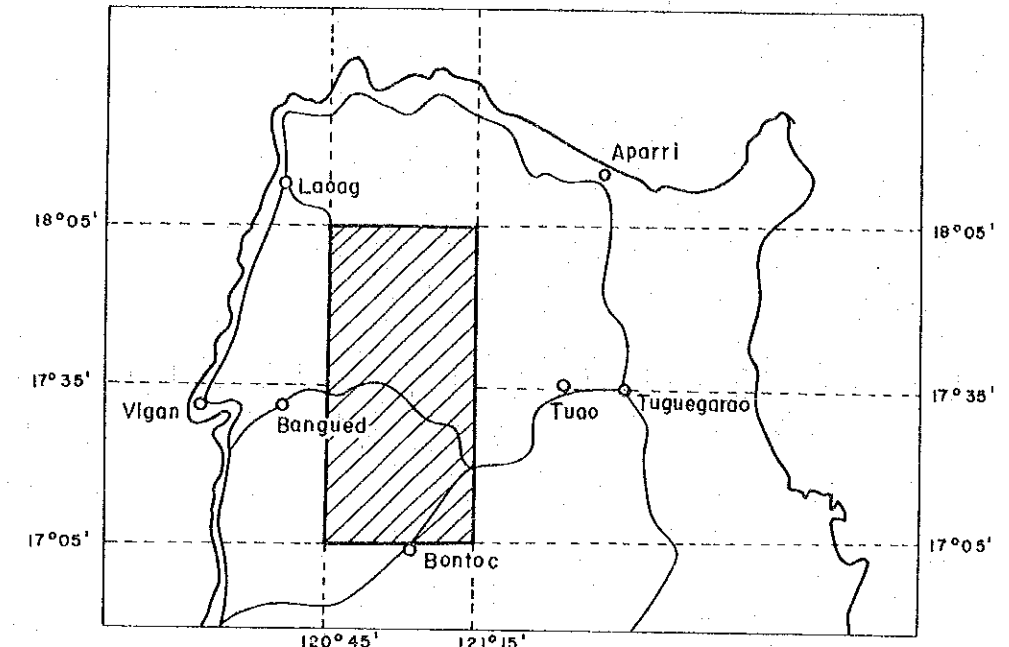 Aparri
Laoag
18°05' 18°05'
17°35' 17°35'
Vigan Bangued Tuao Tuguegarao
17°05' 17°05'
Bontoc
120°45' 121°15'